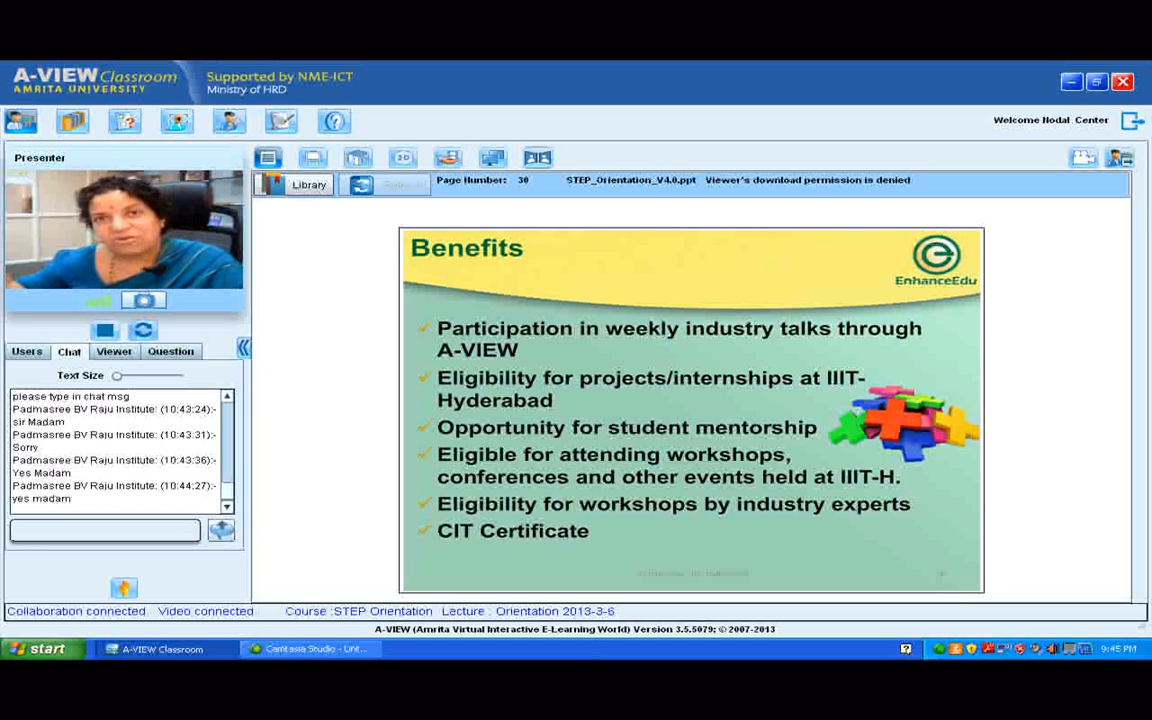 A-VIEW Classroom
AMRITA UNIVERSITY
Supported by NME-ICT
Ministry of HRD
Welcome Nodal Center
Presenter
Library
Page Number: 30 STEP_Orientation_V4.0.ppt Viewer's download permission is denied
Benefits
EnhanceEdu
Participation in weekly industry talks through
A-VIEW
Eligibility for projects/internships at IIIT-
Hyderabad
Opportunity for student mentorship
Eligible for attending workshops,
conferences and other events held at IIIT-H.
Eligibility for workshops by industry experts
CIT Certificate
Users Chat Viewer Question
Text Size
please type in chat msg
Padmasree BV Raju Institute: (10:43:24):-
sir Madam
Padmasree BV Raju Institute: (10:43:31):-
Sorry
Padmasree BV Raju Institute: (10:43:36):-
Yes Madam
Padmasree BV Raju Institute: (10:44:27):-
yes madam
Collaboration connected Video connected Course :STEP Orientation Lecture : Orientation 2013-3-6
A-VIEW (Amrita Virtual Interactive E-Learning World) Version 3.5.5079; © 2007-2013
start A-VIEW Classroom Camtasia Studio - Unt... 9:45 PM